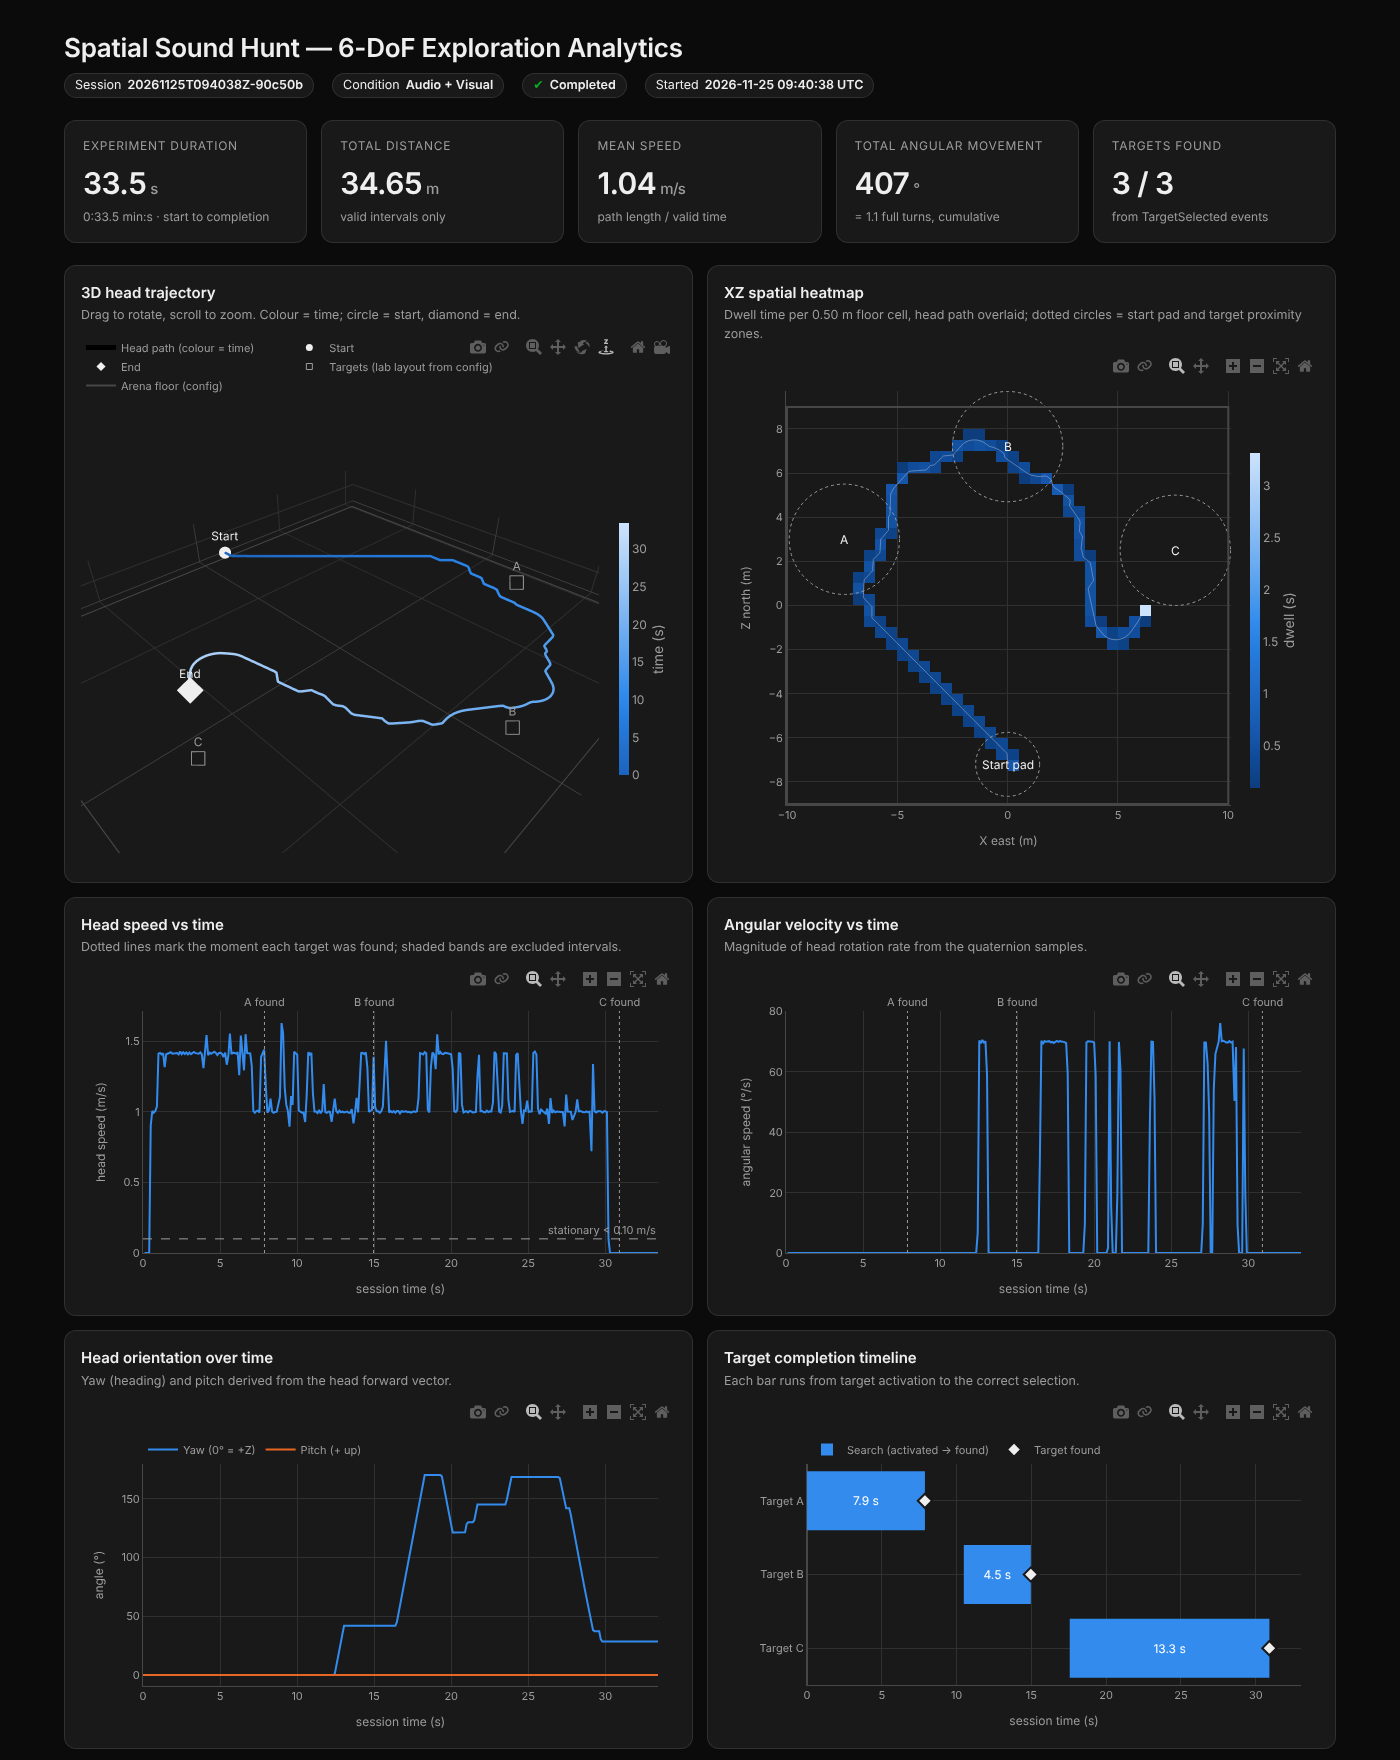 Spatial Sound Hunt — 6-DoF Exploration Analytics
Session 20261125T094038Z-90c50b
Condition Audio + Visual
✓ Completed
Started 2026-11-25 09:40:38 UTC
EXPERIMENT DURATION
33.5 s
0:33.5 min:s · start to completion
TOTAL DISTANCE
34.65 m
valid intervals only
MEAN SPEED
1.04 m/s
path length / valid time
TOTAL ANGULAR MOVEMENT
407 °
= 1.1 full turns, cumulative
TARGETS FOUND
3 / 3
from TargetSelected events
3D head trajectory
Drag to rotate, scroll to zoom. Colour = time; circle = start, diamond = end.
Head path (colour = time)
Start
End
Targets (lab layout from config)
Arena floor (config)
Start
A
End
B
C
30
25
20
15
10
5
0
time (s)
XZ spatial heatmap
Dwell time per 0.50 m floor cell, head path overlaid; dotted circles = start pad and target proximity
zones.
8
6
4
2
0
−2
−4
−6
−8
Z north (m)
B
A
C
Start pad
−10
−5
0
5
10
X east (m)
3
2.5
2
1.5
1
0.5
dwell (s)
Head speed vs time
Dotted lines mark the moment each target was found; shaded bands are excluded intervals.
A found
B found
C found
1.5
1
0.5
0
head speed (m/s)
stationary < 0.10 m/s
0
5
10
15
20
25
30
session time (s)
Angular velocity vs time
Magnitude of head rotation rate from the quaternion samples.
A found
B found
C found
80
60
40
20
0
angular speed (°/s)
0
5
10
15
20
25
30
session time (s)
Head orientation over time
Yaw (heading) and pitch derived from the head forward vector.
Yaw (0° = +Z)
Pitch (+ up)
150
100
50
0
angle (°)
0
5
10
15
20
25
30
session time (s)
Target completion timeline
Each bar runs from target activation to the correct selection.
Search (activated → found)
Target found
Target A
7.9 s
Target B
4.5 s
Target C
13.3 s
0
5
10
15
20
25
30
session time (s)